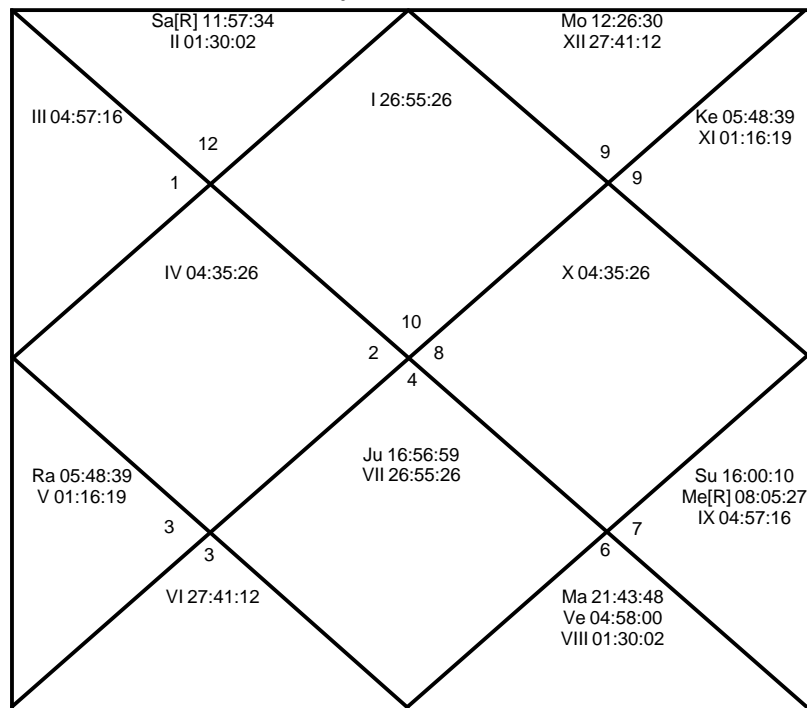 Sa[R] 11:57:34
II 01:30:02
Mo 12:26:30
XII 27:41:12
I 26:55:26
III 04:57:16
Ke 05:48:39
XI 01:16:19
12
9
1
9
IV 04:35:26
X 04:35:26
10
2
8
4
Ju 16:56:59
VII 26:55:26
Ra 05:48:39
V 01:16:19
Su 16:00:10
Me[R] 08:05:27
IX 04:57:16
3
7
3
6
VI 27:41:12
Ma 21:43:48
Ve 04:58:00
VIII 01:30:02